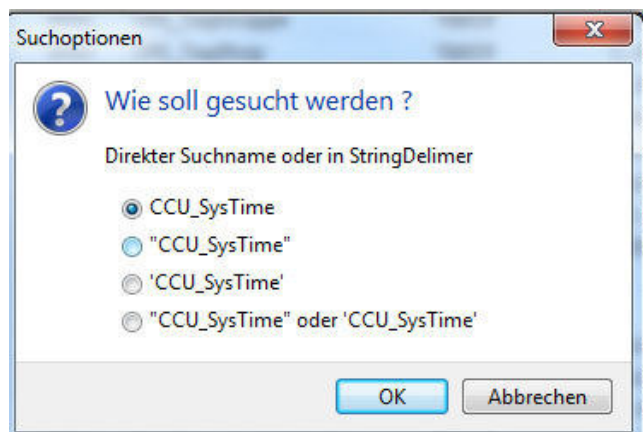 Suchoptionen
Wie soll gesucht werden ?
Direkter Suchname oder in StringDelimer
CCU_SysTime
"CCU_SysTime"
'CCU_SysTime'
"CCU_SysTime" oder 'CCU_SysTime'
OK
Abbrechen